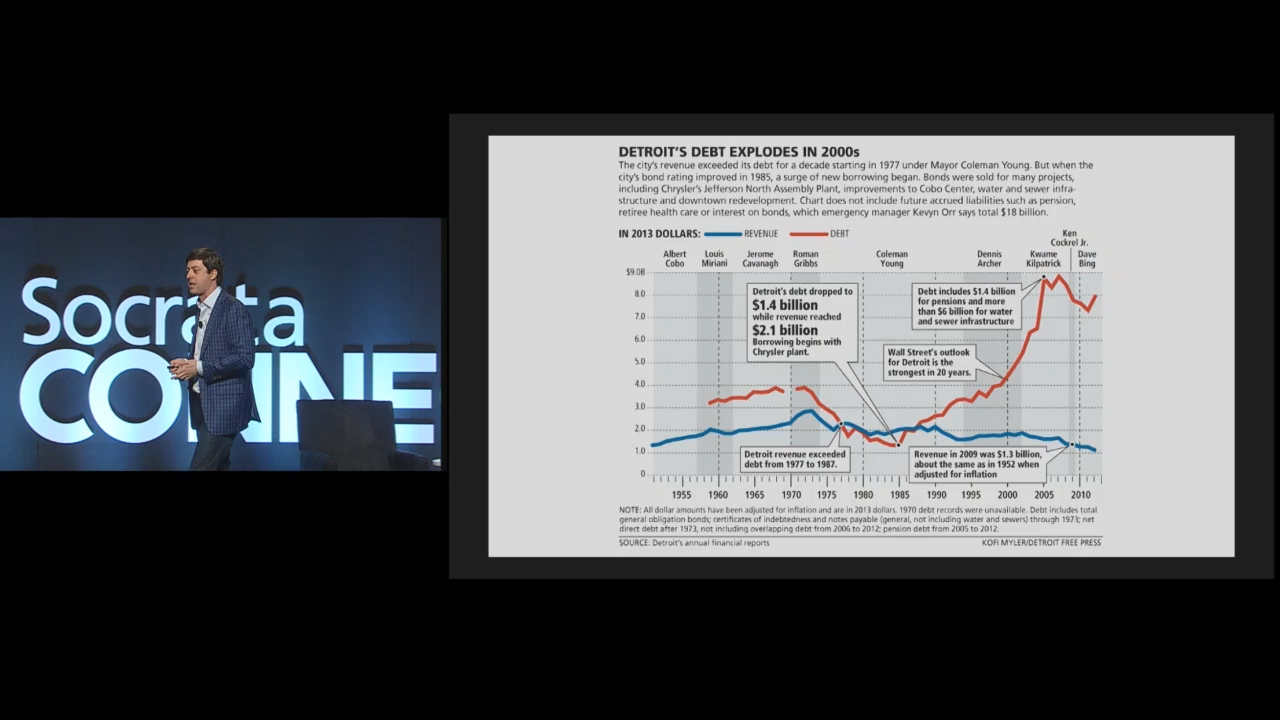 Socrata
CONNE
DETROIT'S DEBT EXPLODES IN 2000s
The city's revenue exceeded its debt for a decade starting in 1977 under Mayor Coleman Young. But when the
city's bond rating improved in 1985, a surge of new borrowing began. Bonds were sold for many projects,
including Chrysler's Jefferson North Assembly Plant, improvements to Cobo Center, water and sewer infra-
structure and downtown redevelopment. Chart does not include future accrued liabilities such as pension,
retiree health care or interest on bonds, which emergency manager Kevyn Orr says total $18 billion.
IN 2013 DOLLARS: REVENUE DEBT
Albert
Cobo
Louis
Miriani
Jerome
Cavanagh
Roman
Gribbs
Coleman
Young
Dennis
Archer
Kwame
Kilpatrick
Ken
Cockrel Jr.
Dave
Bing
$9.0B
8.0
7.0
6.0
5.0
4.0
3.0
2.0
1.0
0
Detroit's debt dropped to
$1.4 billion
while revenue reached
$2.1 billion
Borrowing begins with
Chrysler plant.
Debt includes $1.4 billion
for pensions and more
than $6 billion for water
and sewer infrastructure
Wall Street's outlook
for Detroit is the
strongest in 20 years.
Detroit revenue exceeded
debt from 1977 to 1987.
Revenue in 2009 was $1.3 billion,
about the same as in 1952 when
adjusted for inflation
1955 1960 1965 1970 1975 1980 1985 1990 1995 2000 2005 2010
NOTE: All dollar amounts have been adjusted for inflation and are in 2013 dollars. 1970 debt records were unavailable. Debt includes total
general obligation bonds; certificates of indebtedness and notes payable (general, not including water and sewers) through 1973; net
direct debt after 1973, not including overlapping debt from 2006 to 2012; pension debt from 2005 to 2012.
SOURCE: Detroit's annual financial reports
KOFI MYLER/DETROIT FREE PRESS